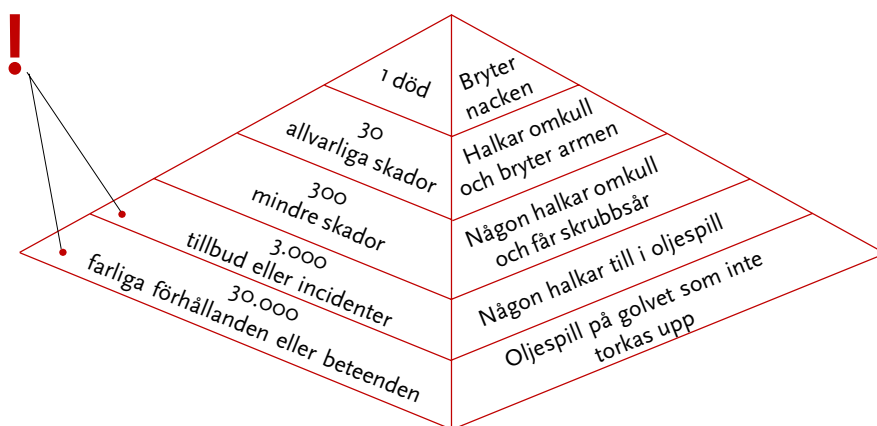 !
1 död
30
allvarliga skador
300
mindre skador
3.000
tillbud eller incidenter
30.000
farliga förhållanden eller beteenden
Bryter
nacken
Halkar omkull
och bryter armen
Någon halkar omkull
och får skrubbsår
Någon halkar till i oljespill
Oljespill på golvet som inte
torkas upp